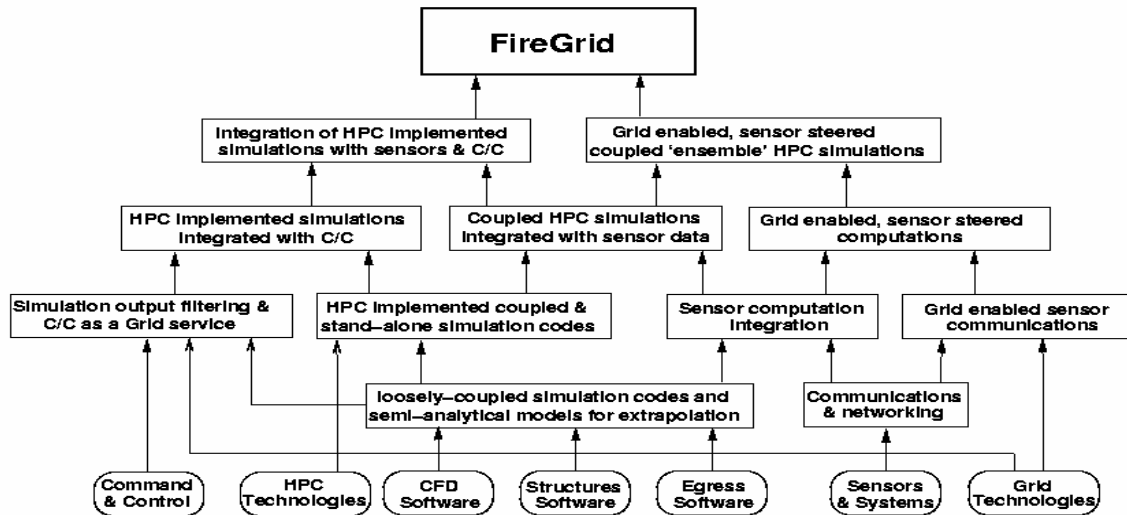 FireGrid
Integration of HPC Implemented
simulations with sensors & C/C
Grid enabled, sensor steered
coupled ‘ensemble’ HPC simulations
HPC Implemented simulations
Integrated with C/C
Coupled HPC simulations
Integrated with sensor data
Grid enabled, sensor steered
computations
Simulation output filtering &
C/C as a Grid service
HPC Implemented coupled &
stand–alone simulation codes
Sensor computation
Integration
Grid enabled sensor
communications
loosely–coupled simulation codes and
semi–analytical models for extrapolation
Communications
& networking
Command
& Control
HPC
Technologies
CFD
Software
Structures
Software
Egress
Software
Sensors
& Systems
Grid
Technologies